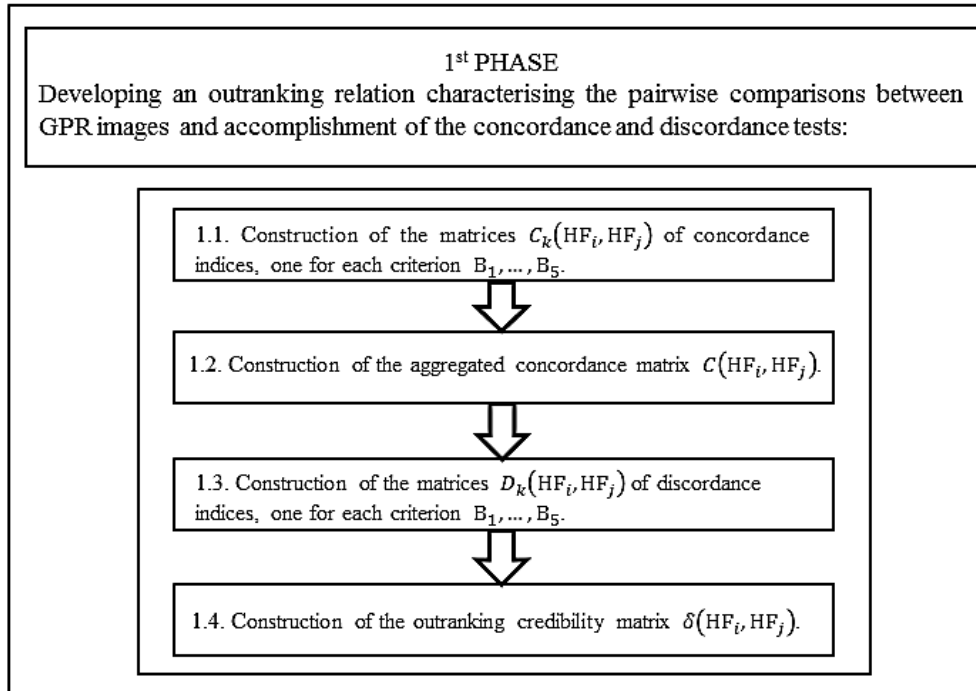 1st PHASE
Developing an outranking relation characterising the pairwise comparisons between
GPR images and accomplishment of the concordance and discordance tests:
1.1. Construction of the matrices C_k(HF_i, HF_j) of concordance
indices, one for each criterion B_1, … , B_5.
1.2. Construction of the aggregated concordance matrix C(HF_i, HF_j).
1.3. Construction of the matrices D_k(HF_i, HF_j) of discordance
indices, one for each criterion B_1, … , B_5.
1.4. Construction of the outranking credibility matrix δ(HF_i, HF_j).